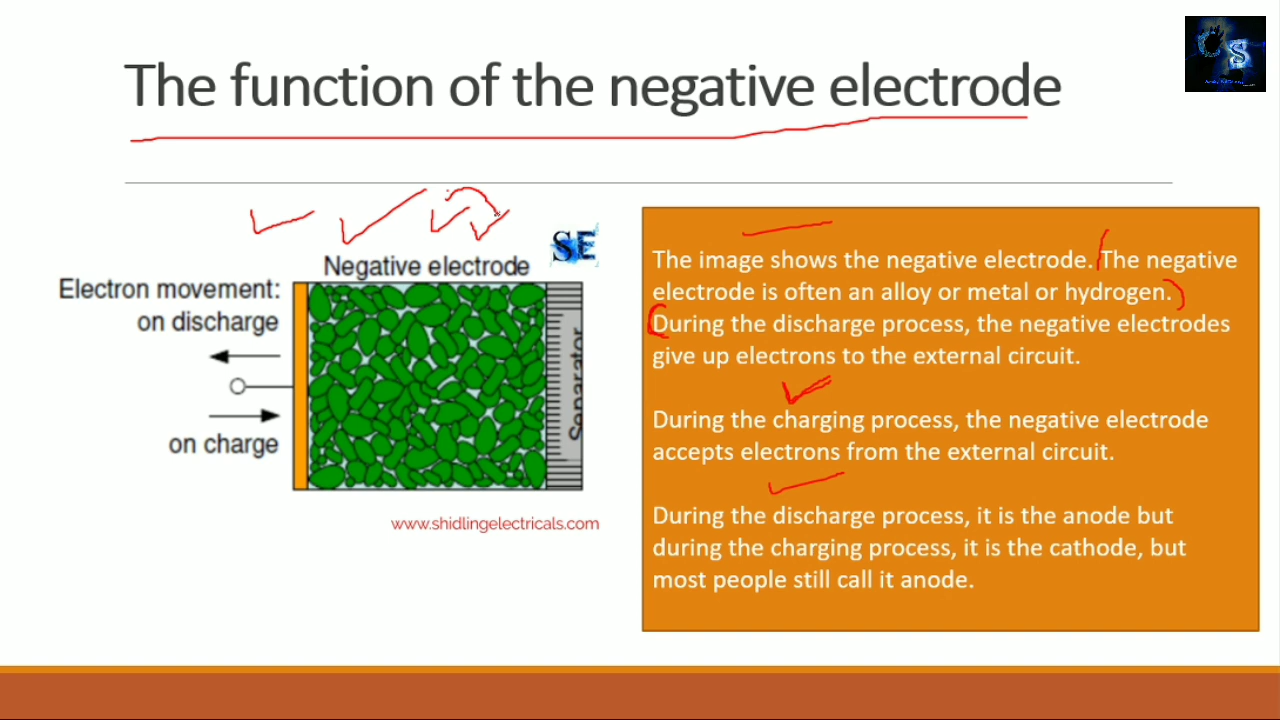 The function of the negative electrode
CS
SE
Negative electrode
Electron movement:
on discharge
on charge
Separator
www.shidlingelectricals.com
The image shows the negative electrode. The negative
electrode is often an alloy or metal or hydrogen.
During the discharge process, the negative electrodes
give up electrons to the external circuit.
During the charging process, the negative electrode
accepts electrons from the external circuit.
During the discharge process, it is the anode but
during the charging process, it is the cathode, but
most people still call it anode.